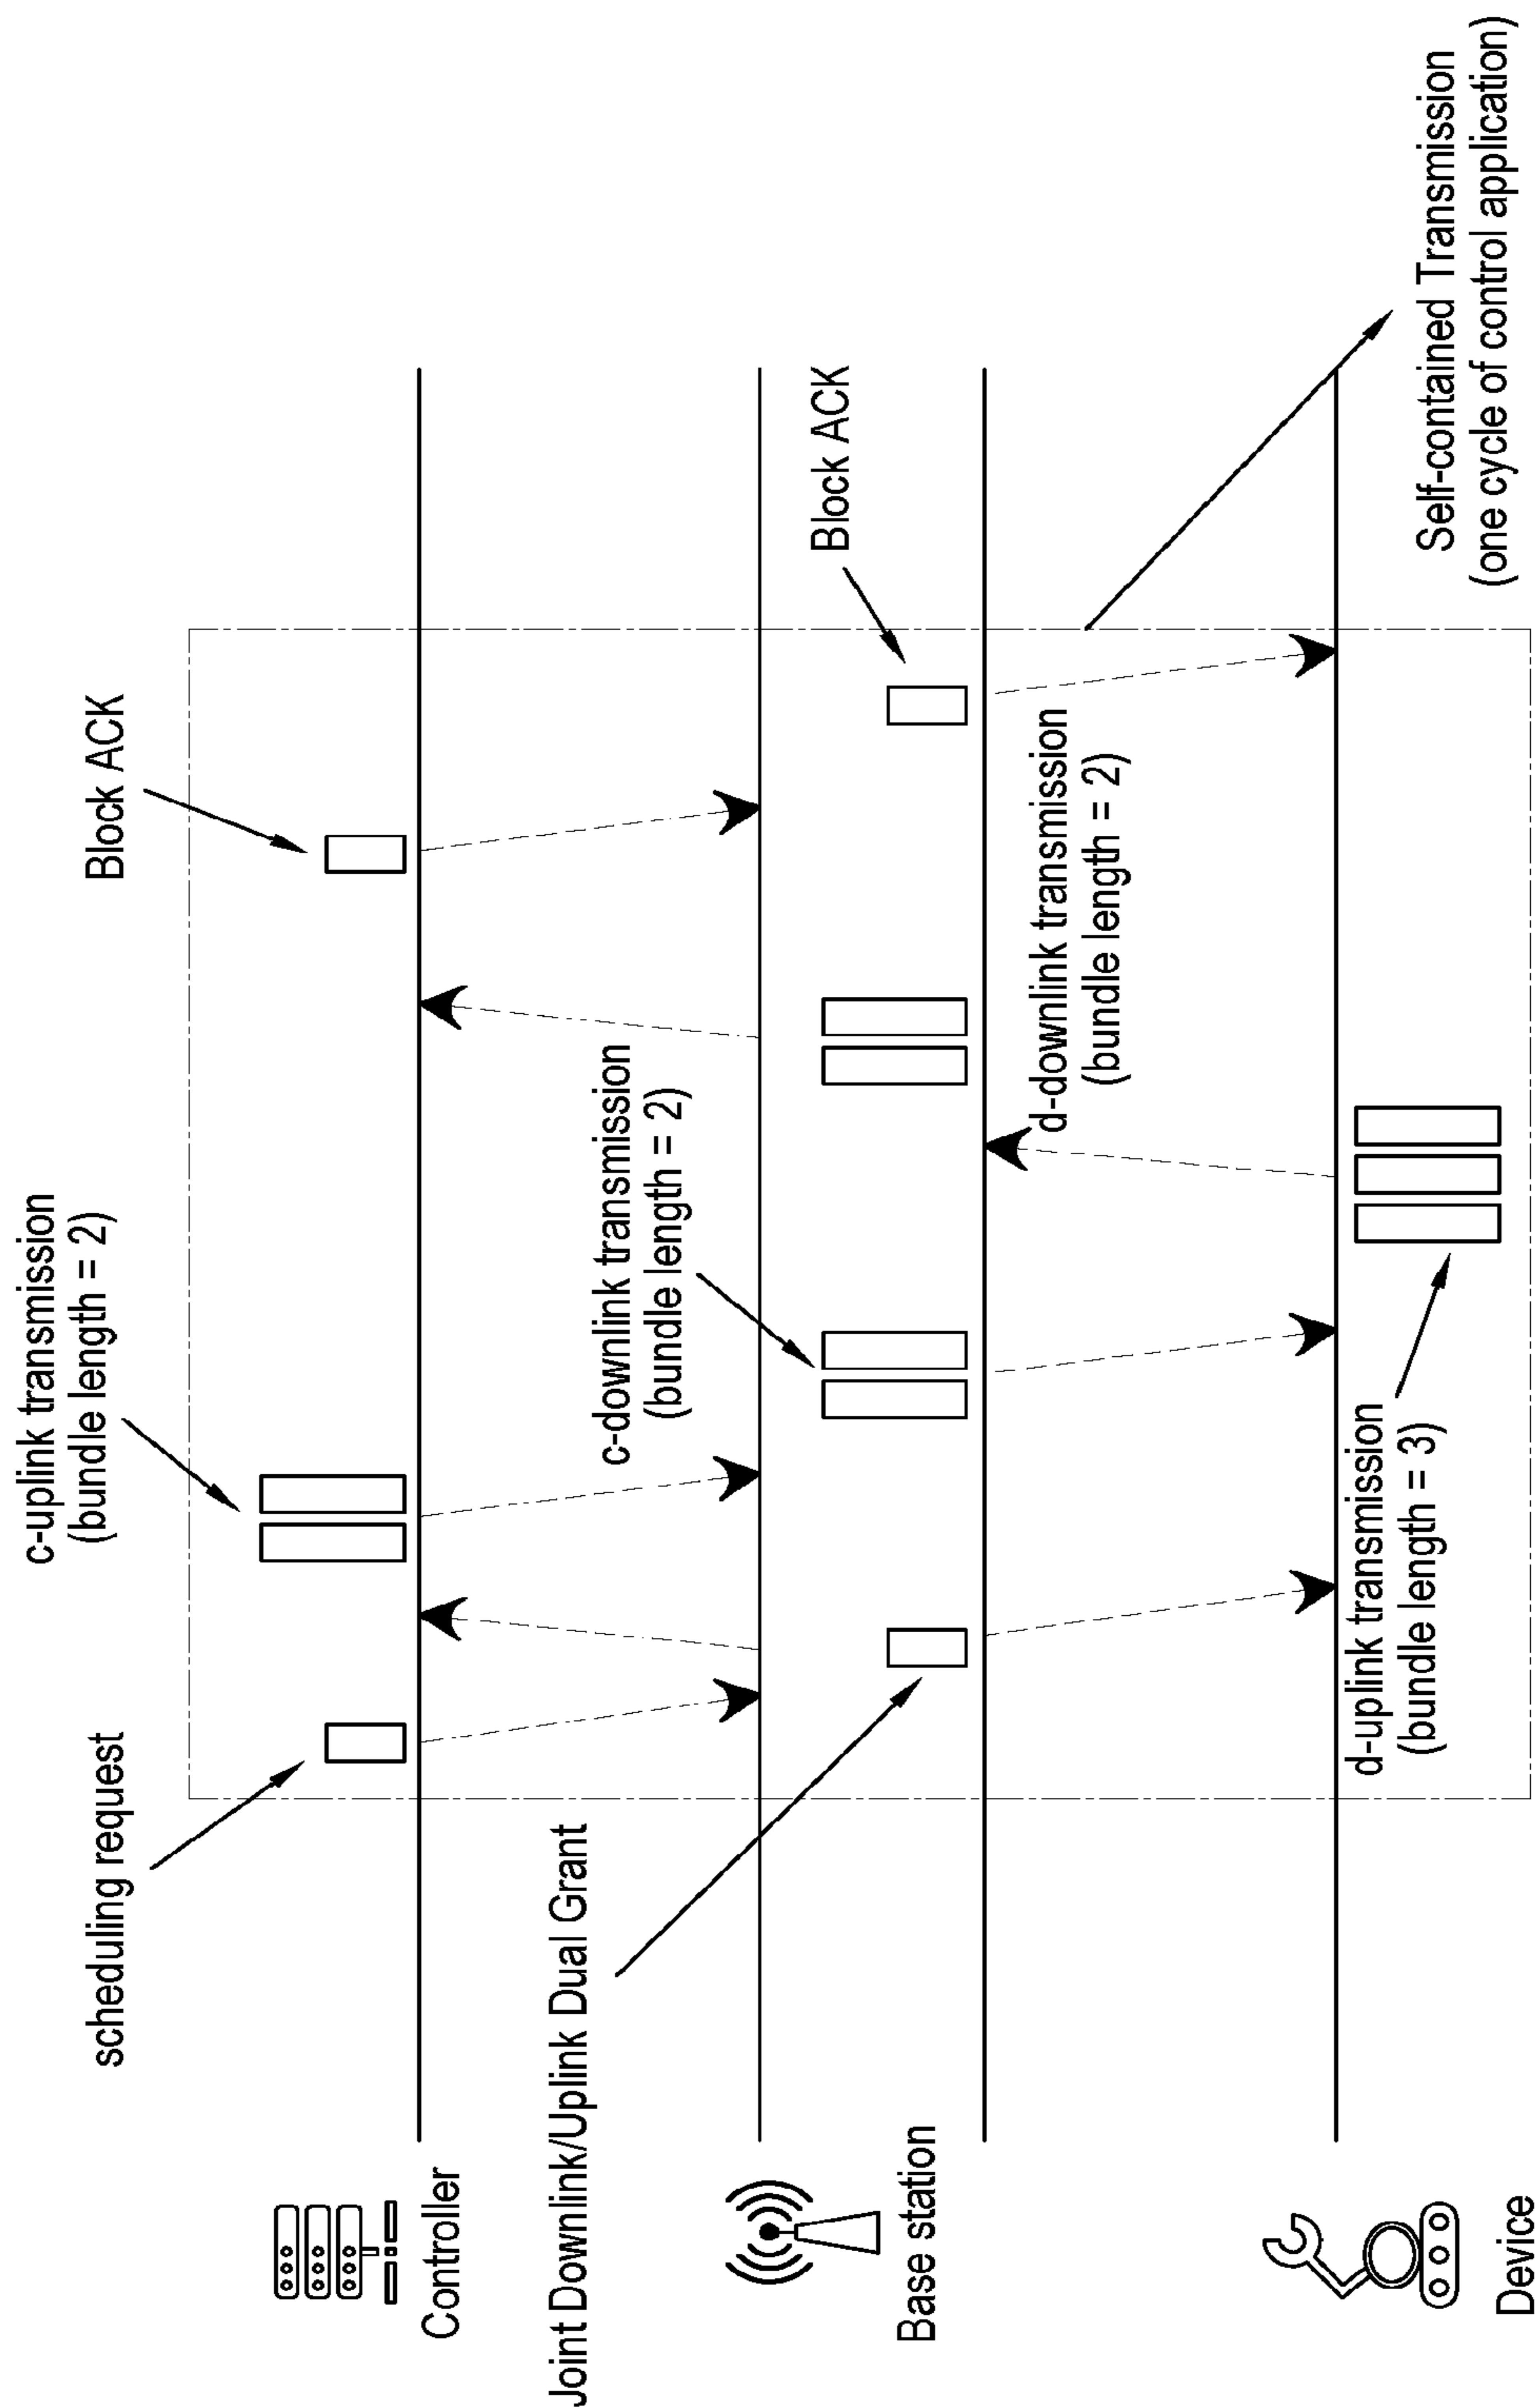 c-uplink transmission
(bundle length = 2)
scheduling request
Block ACK
Controller
Joint Downlink/Uplink Dual Grant
c-downlink transmission
(bundle length = 2)
Block ACK
Base station
d-downlink transmission
(bundle length = 2)
d-uplink transmission
(bundle length = 3)
Self-contained Transmission
(one cycle of control application)
Device